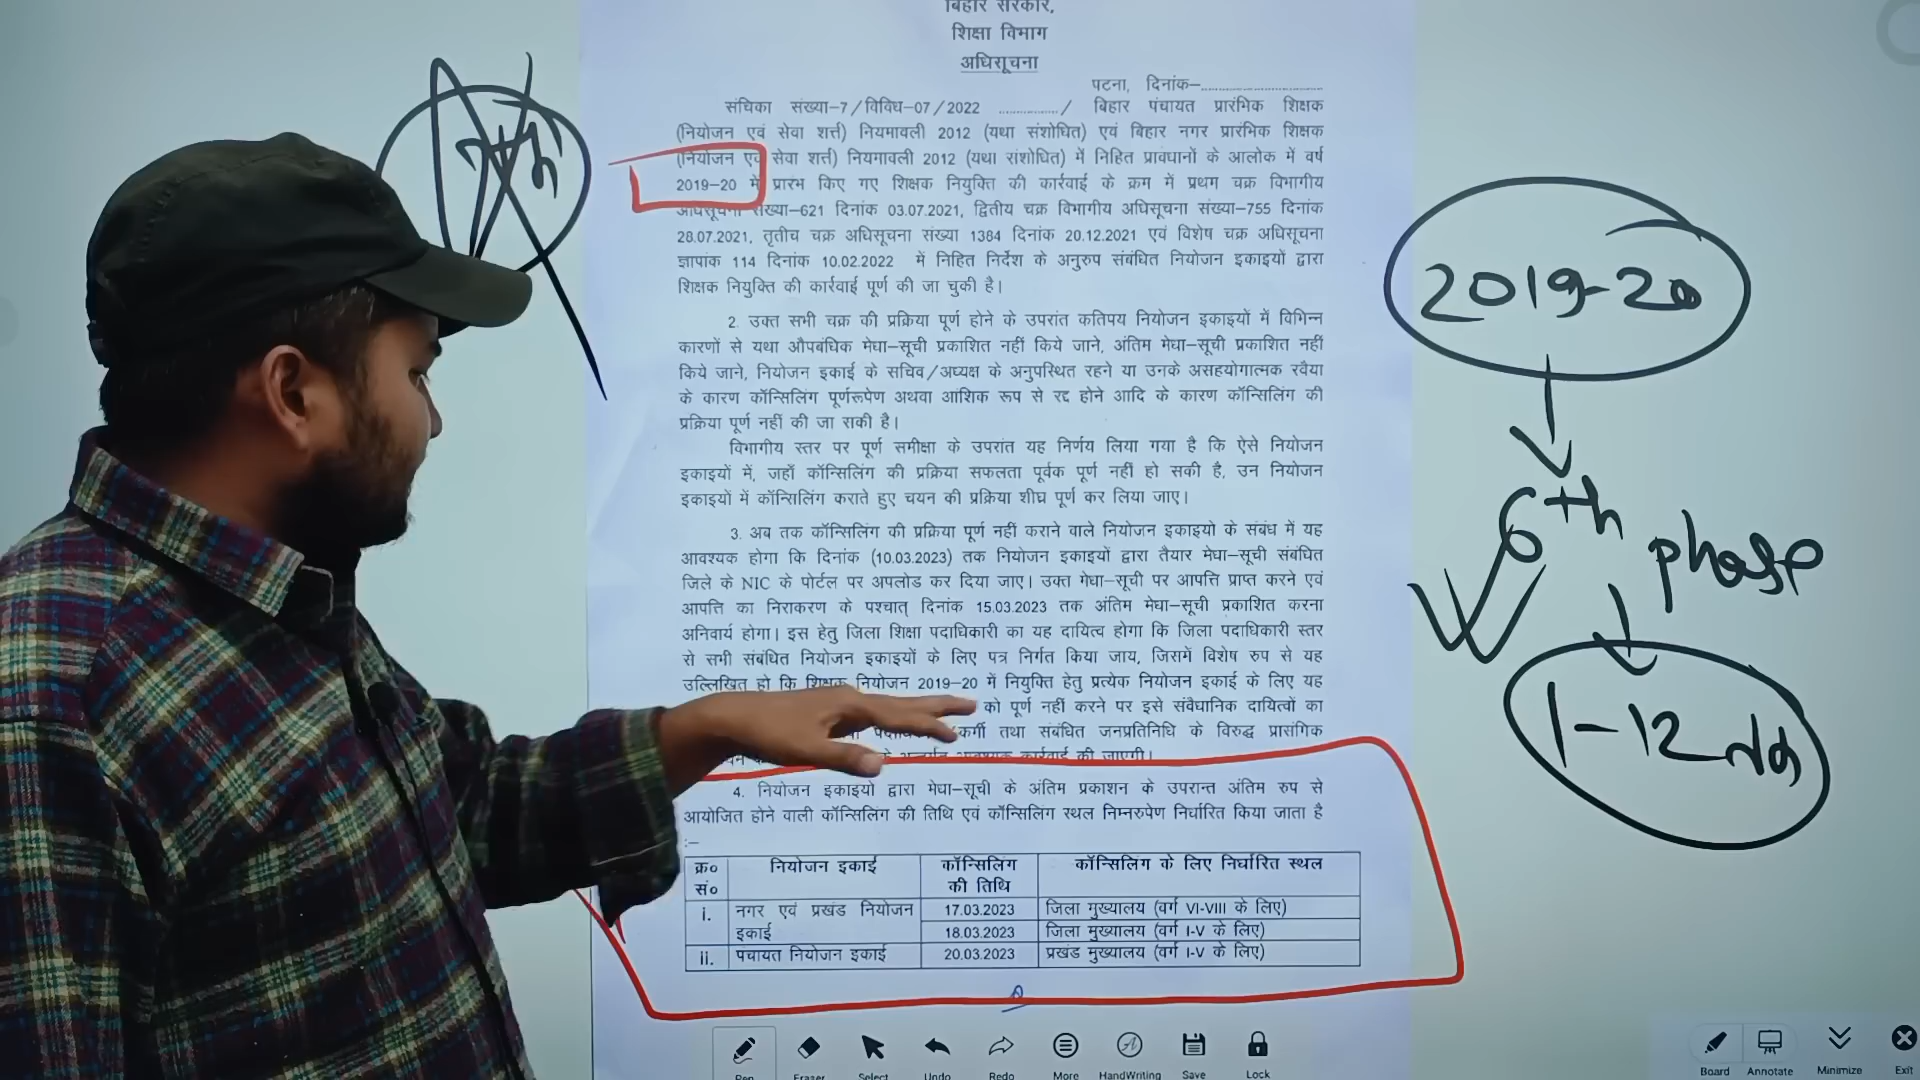 बिहार सरकार,
शिक्षा विभाग
अधिसूचना
पटना, दिनांक–..............................
संचिका संख्या–7/विविध–07/2022 ............../ बिहार पंचायत प्रारंभिक शिक्षक
(नियोजन एवं सेवा शर्त्त) नियमावली 2012 (यथा संशोधित) एवं बिहार नगर प्रारंभिक शिक्षक
(नियोजन एवं सेवा शर्त्त) नियमावली 2012 (यथा संशोधित) में निहित प्रावधानों के आलोक में वर्ष
2019–20 में प्रारंभ किए गए शिक्षक नियुक्ति की कार्रवाई के क्रम में प्रथम चक्र विभागीय
अधिसूचना संख्या–621 दिनांक 03.07.2021, द्वितीय चक्र विभागीय अधिसूचना संख्या–755 दिनांक
28.07.2021, तृतीच चक्र अधिसूचना संख्या 1384 दिनांक 20.12.2021 एवं विशेष चक्र अधिसूचना
ज्ञापांक 114 दिनांक 10.02.2022 में निहित निर्देश के अनुरुप संबंधित नियोजन इकाइयों द्वारा
शिक्षक नियुक्ति की कार्रवाई पूर्ण की जा चुकी है।
2. उक्त सभी चक्र की प्रक्रिया पूर्ण होने के उपरांत कतिपय नियोजन इकाइयों में विभिन्न
कारणों से यथा औपबंधिक मेघा–सूची प्रकाशित नहीं किये जाने, अंतिम मेघा–सूची प्रकाशित नहीं
किये जाने, नियोजन इकाई के सचिव/अध्यक्ष के अनुपस्थित रहने या उनके असहयोगात्मक रवैया
के कारण कॉन्सिलिंग पूर्णरूपेण अथवा आंशिक रूप से रद्द होने आदि के कारण कॉन्सिलिंग की
प्रक्रिया पूर्ण नहीं की जा सकी है।
विभागीय स्तर पर पूर्ण समीक्षा के उपरांत यह निर्णय लिया गया है कि ऐसे नियोजन
इकाइयों में, जहाँ कॉन्सिलिंग की प्रक्रिया सफलता पूर्वक पूर्ण नहीं हो सकी है, उन नियोजन
इकाइयों में कॉन्सिलिंग कराते हुए चयन की प्रक्रिया शीघ्र पूर्ण कर लिया जाए।
3. अब तक कॉन्सिलिंग की प्रक्रिया पूर्ण नहीं कराने वाले नियोजन इकाइयो के संबंध में यह
आवश्यक होगा कि दिनांक (10.03.2023) तक नियोजन इकाइयों द्वारा तैयार मेघा–सूची संबंधित
जिले के NIC के पोर्टल पर अपलोड कर दिया जाए। उक्त मेघा–सूची पर आपत्ति प्राप्त करने एवं
आपत्ति का निराकरण के पश्चात् दिनांक 15.03.2023 तक अंतिम मेघा–सूची प्रकाशित करना
अनिवार्य होगा। इस हेतु जिला शिक्षा पदाधिकारी का यह दायित्व होगा कि जिला पदाधिकारी स्तर
से सभी संबंधित नियोजन इकाइयों के लिए पत्र निर्गत किया जाय, जिसमें विशेष रुप से यह
उल्लिखित हो कि शिक्षक नियोजन 2019–20 में नियुक्ति हेतु प्रत्येक नियोजन इकाई के लिए यह
को पूर्ण नहीं करने पर इसे संवैधानिक दायित्वों का
कर्मी तथा संबंधित जनप्रतिनिधि के विरुद्ध प्रासंगिक
कार्रवाई की जाएगी।
4. नियोजन इकाइयो द्वारा मेघा–सूची के अंतिम प्रकाशन के उपरान्त अंतिम रुप से
आयोजित होने वाली कॉन्सिलिंग की तिथि एवं कॉन्सिलिंग स्थल निम्नरुपेण निर्धारित किया जाता है
:–
क्र० सं० नियोजन इकाई कॉन्सिलिंग की तिथि कॉन्सिलिंग के लिए निर्धारित स्थल
i. नगर एवं प्रखंड नियोजन इकाई 17.03.2023 जिला मुख्यालय (वर्ग VI-VIII के लिए)
18.03.2023 जिला मुख्यालय (वर्ग I-V के लिए)
ii. पंचायत नियोजन इकाई 20.03.2023 प्रखंड मुख्यालय (वर्ग I-V के लिए)
2019-20
6th phase
1-12 तक
Pen Eraser Select Undo Redo More HandWriting Save Lock
Board Annotate Minimize Exit